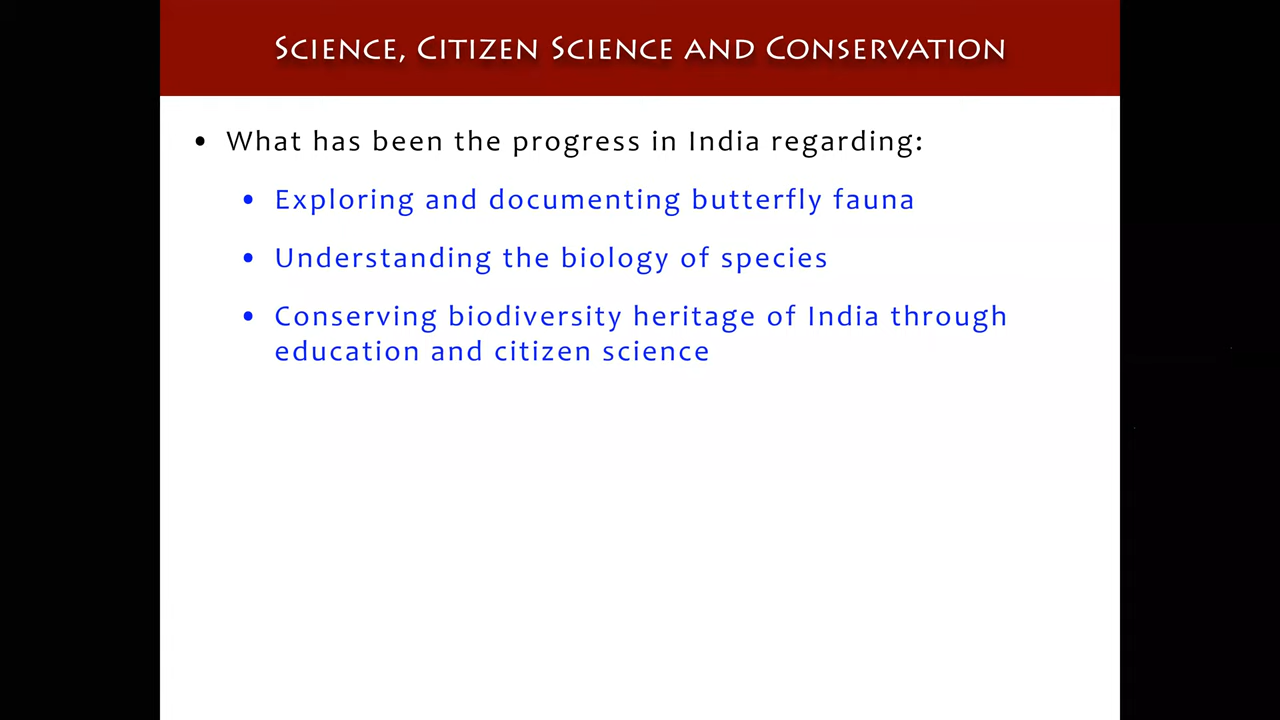 Science, Citizen Science and Conservation
• What has been the progress in India regarding:
• Exploring and documenting butterfly fauna
• Understanding the biology of species
• Conserving biodiversity heritage of India through
education and citizen science